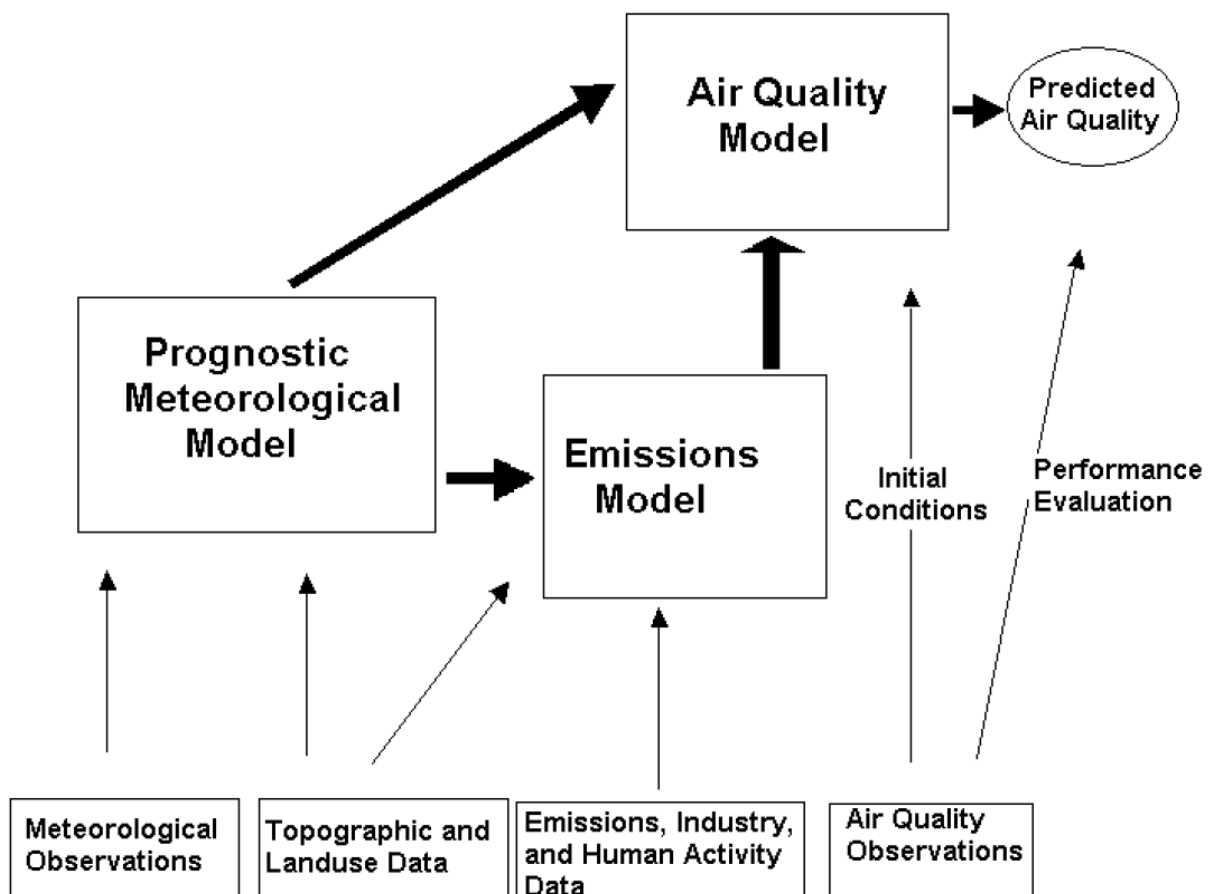 Air Quality
Model
Predicted
Air Quality
Prognostic
Meteorological
Model
Emissions
Model
Initial
Conditions
Performance
Evaluation
Meteorological
Observations
Topographic and
Landuse Data
Emissions, Industry,
and Human Activity
Data
Air Quality
Observations